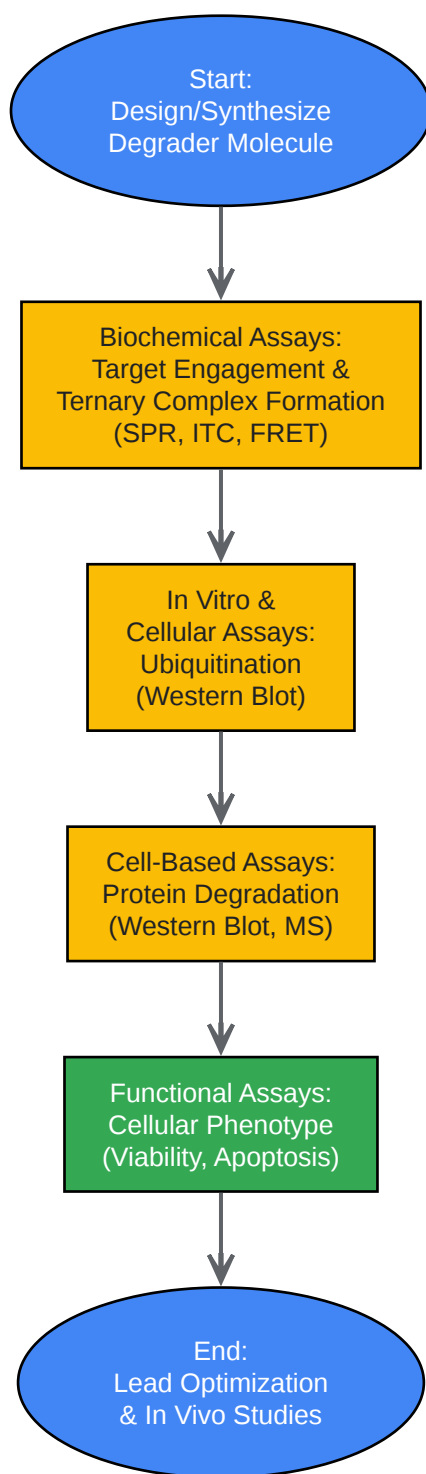 Start:
Design/Synthesize
Degrader Molecule
Biochemical Assays:
Target Engagement &
Ternary Complex Formation
(SPR, ITC, FRET)
In Vitro &
Cellular Assays:
Ubiquitination
(Western Blot)
Cell-Based Assays:
Protein Degradation
(Western Blot, MS)
Functional Assays:
Cellular Phenotype
(Viability, Apoptosis)
End:
Lead Optimization
& In Vivo Studies